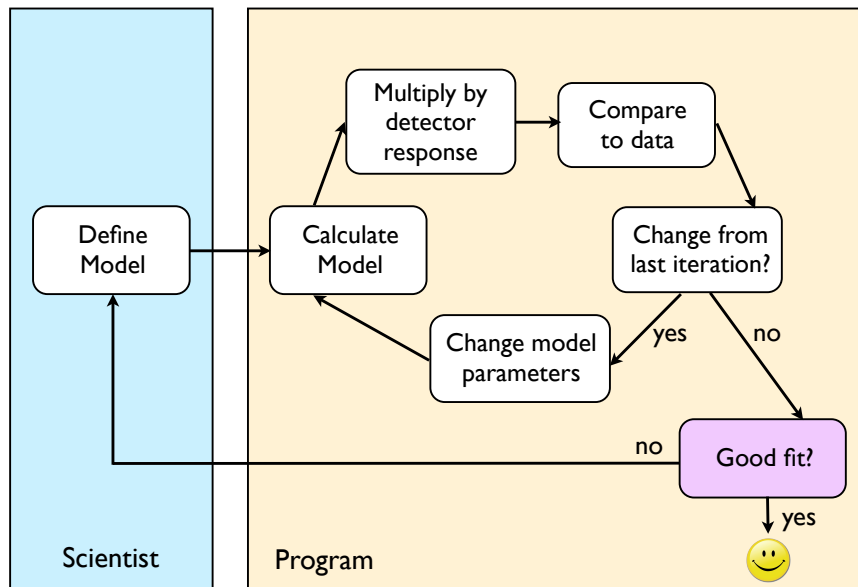 Multiply by
detector
response
Compare
to data
Define
Model
Calculate
Model
Change from
last iteration?
Change model
parameters
yes
no
no
Good fit?
yes
Scientist
Program